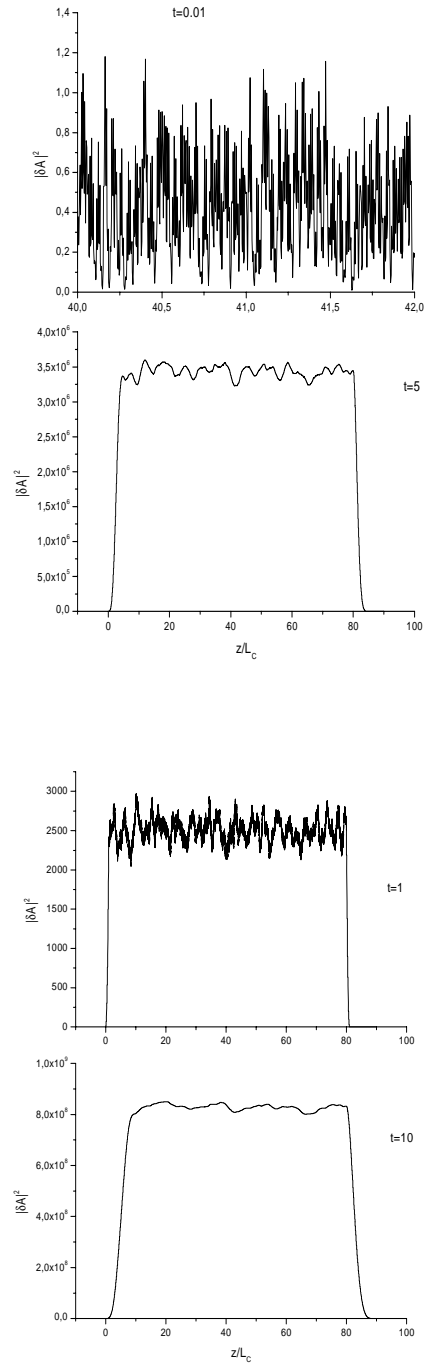 t=0.01
1,4
1,2
1,0
0,8
0,6
0,4
0,2
0,0
|δA|²
40,0 40,5 41,0 41,5 42,0
4,0x10⁶
3,5x10⁶
3,0x10⁶
2,5x10⁶
2,0x10⁶
1,5x10⁶
1,0x10⁶
5,0x10⁵
0,0
|δA|²
t=5
0 20 40 60 80 100
z/L_C
3000
2500
2000
1500
1000
500
0
|δA|²
t=1
0 20 40 60 80 100
1,0x10⁹
8,0x10⁸
6,0x10⁸
4,0x10⁸
2,0x10⁸
0,0
|δA|²
t=10
0 20 40 60 80 100
z/L_C